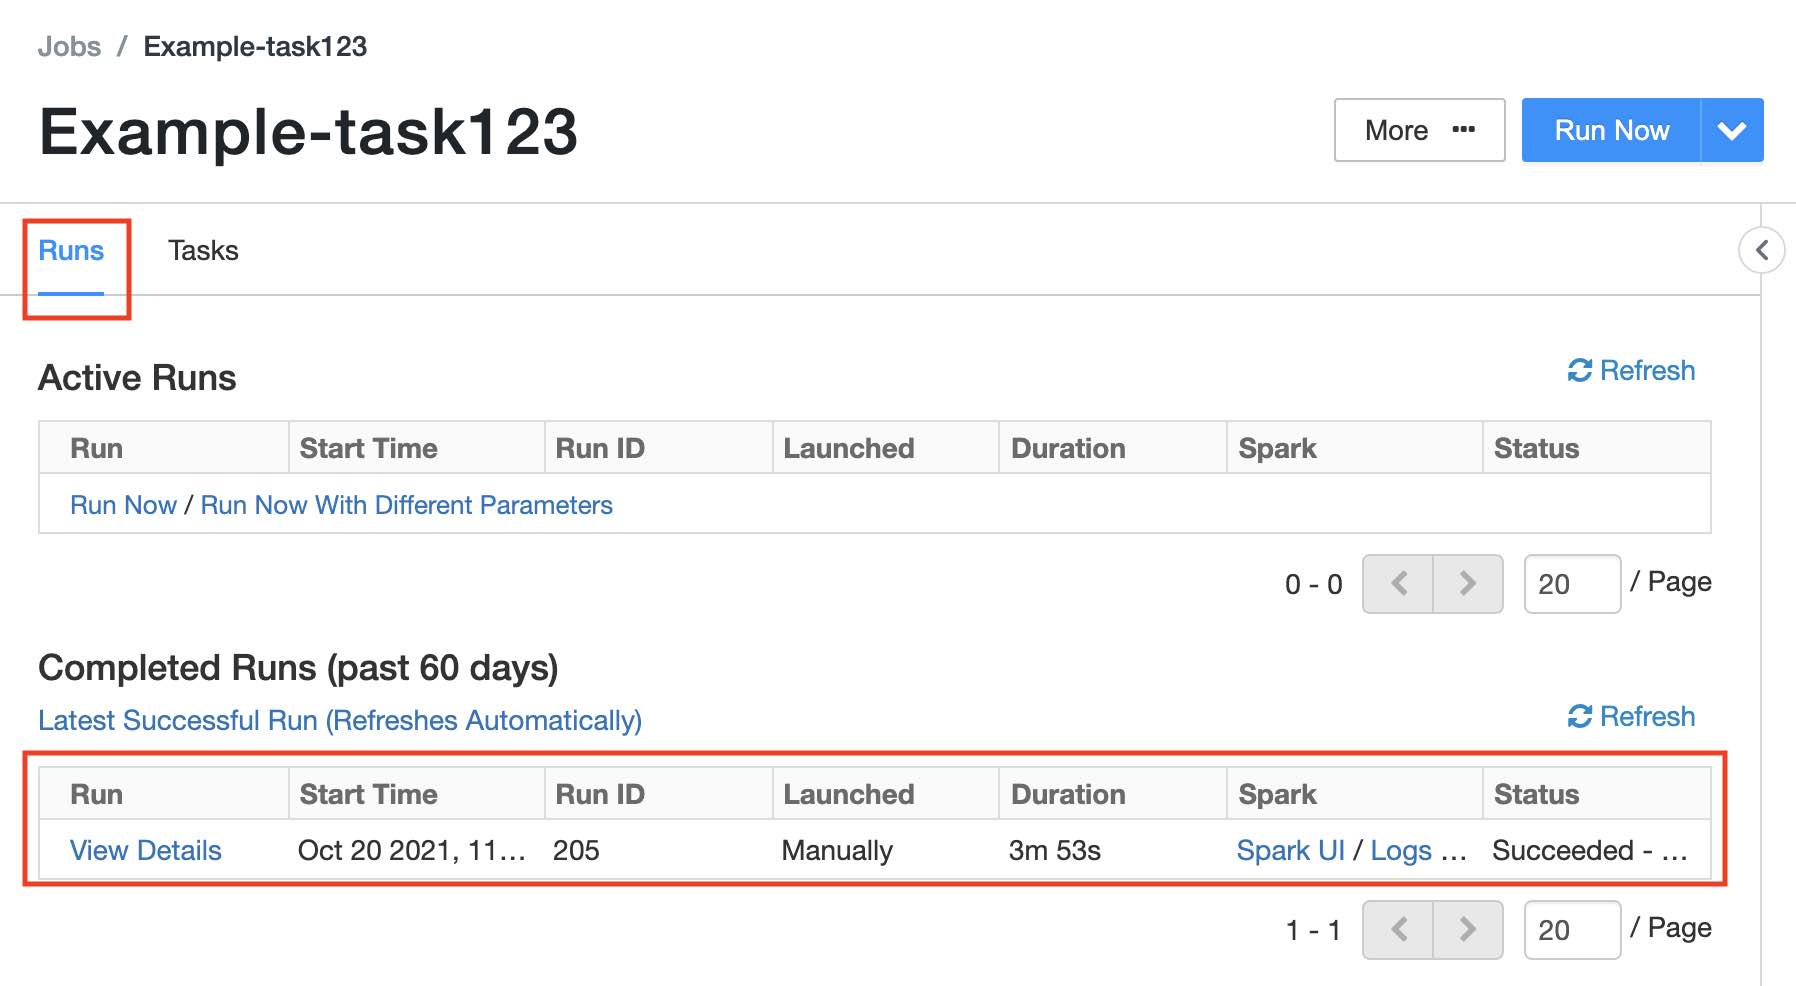 Jobs / Example-task123
Example-task123
More ···
Run Now
Runs Tasks
Active Runs
Refresh
Run Start Time Run ID Launched Duration Spark Status
Run Now / Run Now With Different Parameters
0 - 0 20 / Page
Completed Runs (past 60 days)
Latest Successful Run (Refreshes Automatically)
Refresh
Run Start Time Run ID Launched Duration Spark Status
View Details Oct 20 2021, 11... 205 Manually 3m 53s Spark UI / Logs ... Succeeded - ...
1 - 1 20 / Page